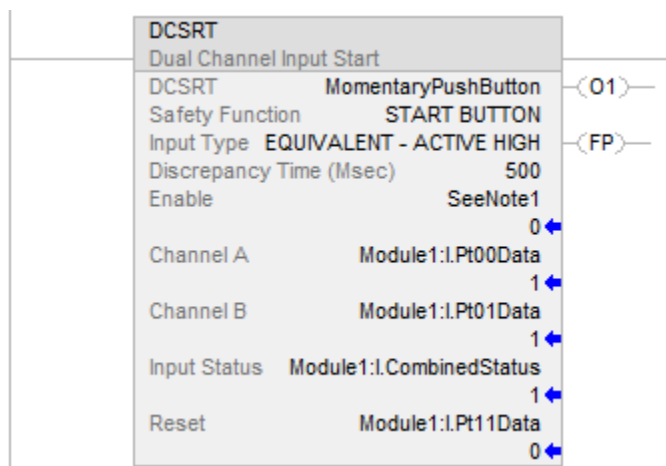 DCSRT
Dual Channel Input Start
DCSRT MomentaryPushButton (O1)
Safety Function START BUTTON
Input Type EQUIVALENT - ACTIVE HIGH (FP)
Discrepancy Time (Msec) 500
Enable SeeNote1
0
Channel A Module1:I.Pt00Data
1
Channel B Module1:I.Pt01Data
1
Input Status Module1:I.CombinedStatus
1
Reset Module1:I.Pt11Data
0